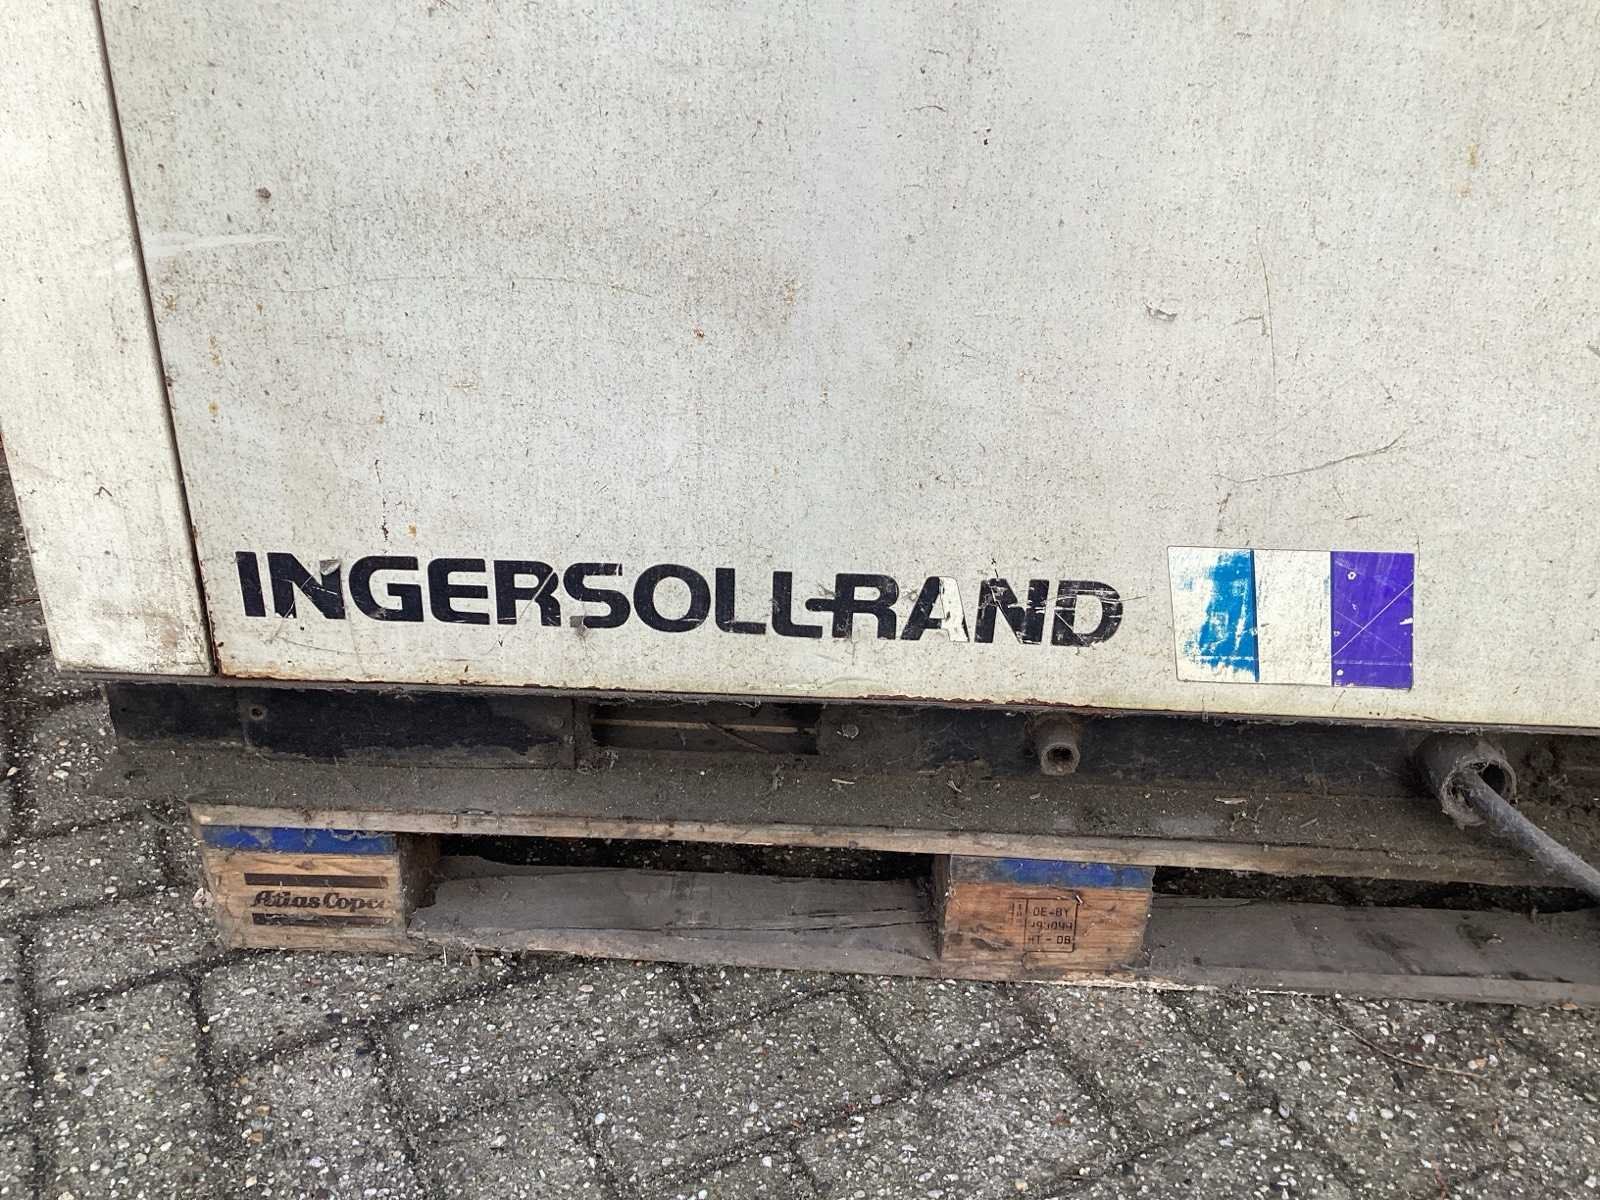 INGERSOLL-RAND
Atlas Copco
DE-BY
HT - DB